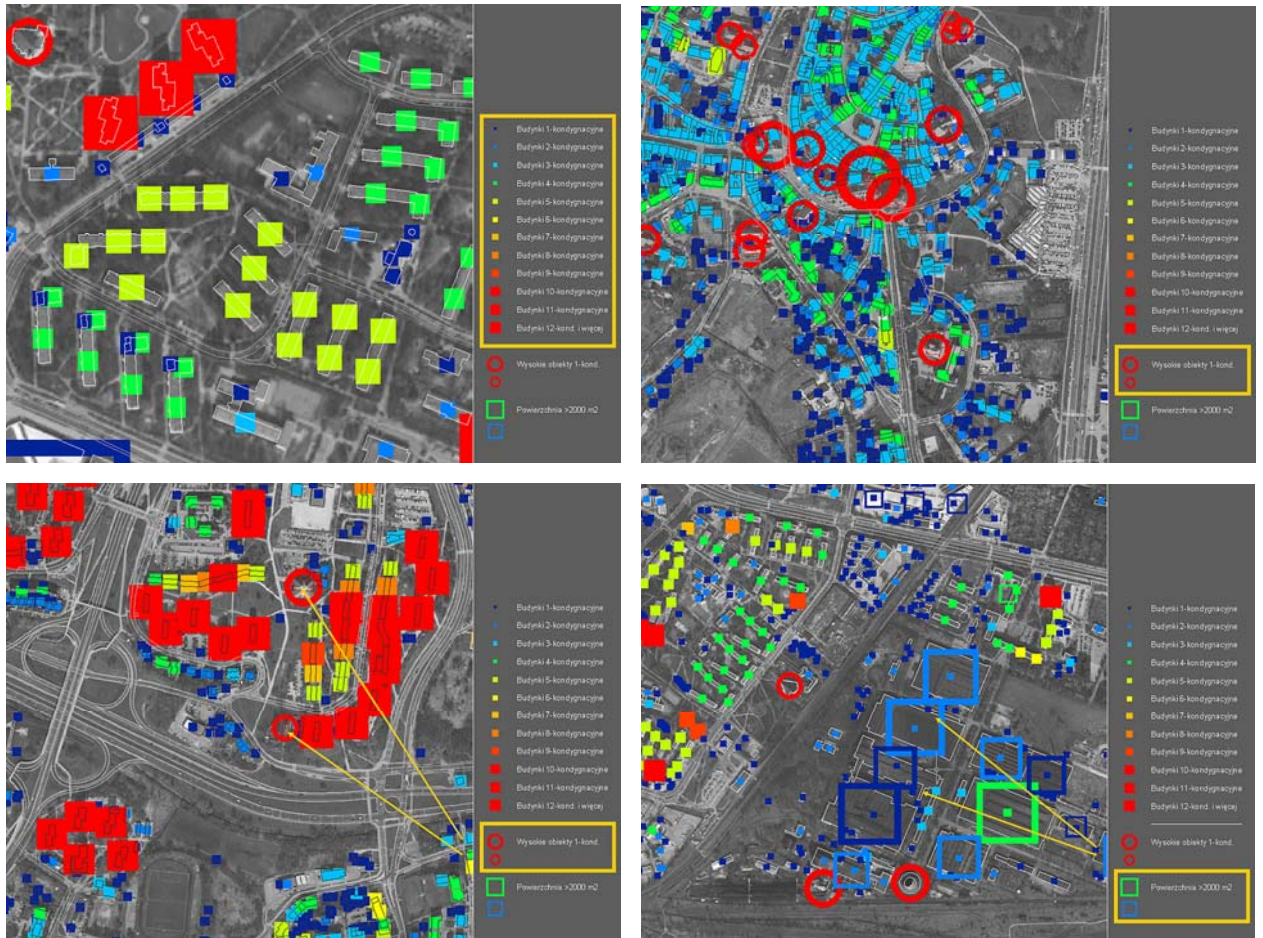 Budynki 1-kondygnacyjne
Budynki 2-kondygnacyjne
Budynki 3-kondygnacyjne
Budynki 4-kondygnacyjne
Budynki 5-kondygnacyjne
Budynki 6-kondygnacyjne
Budynki 7-kondygnacyjne
Budynki 8-kondygnacyjne
Budynki 9-kondygnacyjne
Budynki 10-kondygnacyjne
Budynki 11-kondygnacyjne
Budynki 12-kond. i więcej
Wysokie obiekty 1-kond.
Powierzchnia >2000 m2
Budynki 1-kondygnacyjne
Budynki 2-kondygnacyjne
Budynki 3-kondygnacyjne
Budynki 4-kondygnacyjne
Budynki 5-kondygnacyjne
Budynki 6-kondygnacyjne
Budynki 7-kondygnacyjne
Budynki 8-kondygnacyjne
Budynki 9-kondygnacyjne
Budynki 10-kondygnacyjne
Budynki 11-kondygnacyjne
Budynki 12-kond. i więcej
Wysokie obiekty 1-kond.
Powierzchnia >2000 m2
Budynki 1-kondygnacyjne
Budynki 2-kondygnacyjne
Budynki 3-kondygnacyjne
Budynki 4-kondygnacyjne
Budynki 5-kondygnacyjne
Budynki 6-kondygnacyjne
Budynki 7-kondygnacyjne
Budynki 8-kondygnacyjne
Budynki 9-kondygnacyjne
Budynki 10-kondygnacyjne
Budynki 11-kondygnacyjne
Budynki 12-kond. i więcej
Wysokie obiekty 1-kond.
Powierzchnia >2000 m2
Budynki 1-kondygnacyjne
Budynki 2-kondygnacyjne
Budynki 3-kondygnacyjne
Budynki 4-kondygnacyjne
Budynki 5-kondygnacyjne
Budynki 6-kondygnacyjne
Budynki 7-kondygnacyjne
Budynki 8-kondygnacyjne
Budynki 9-kondygnacyjne
Budynki 10-kondygnacyjne
Budynki 11-kondygnacyjne
Budynki 12-kond. i więcej
Wysokie obiekty 1-kond.
Powierzchnia >2000 m2